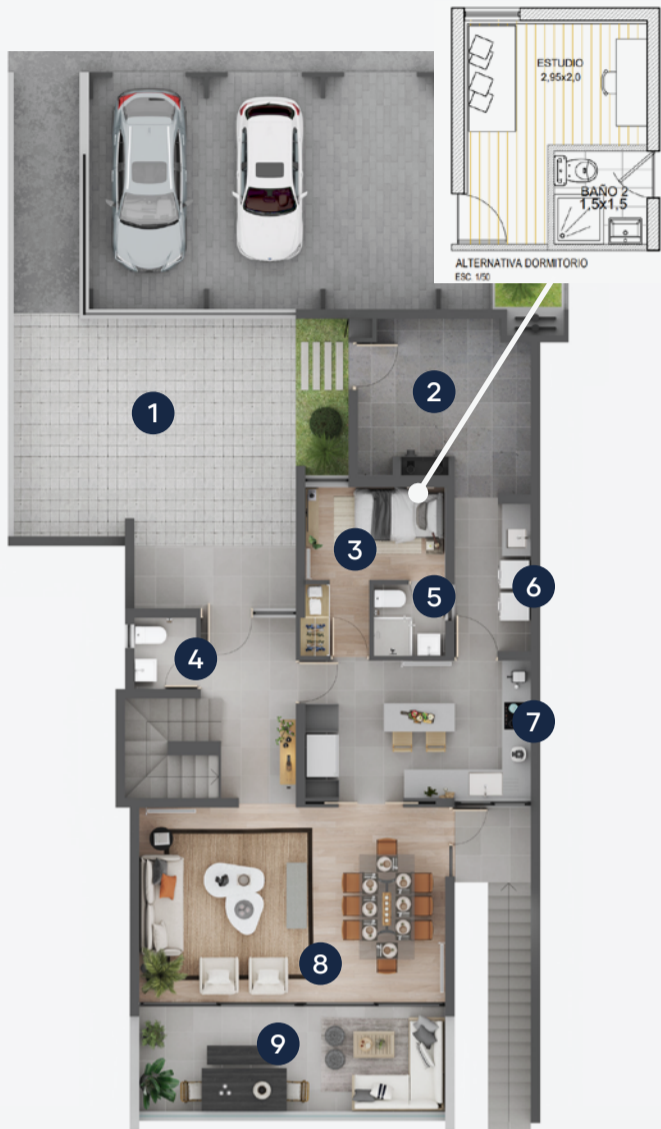 ESTUDIO
2,95x2,0
BAÑO 2
1,5x1,5
ALTERNATIVA DORMITORIO
ESC. 1/50
1
2
3
5
6
4
7
8
9